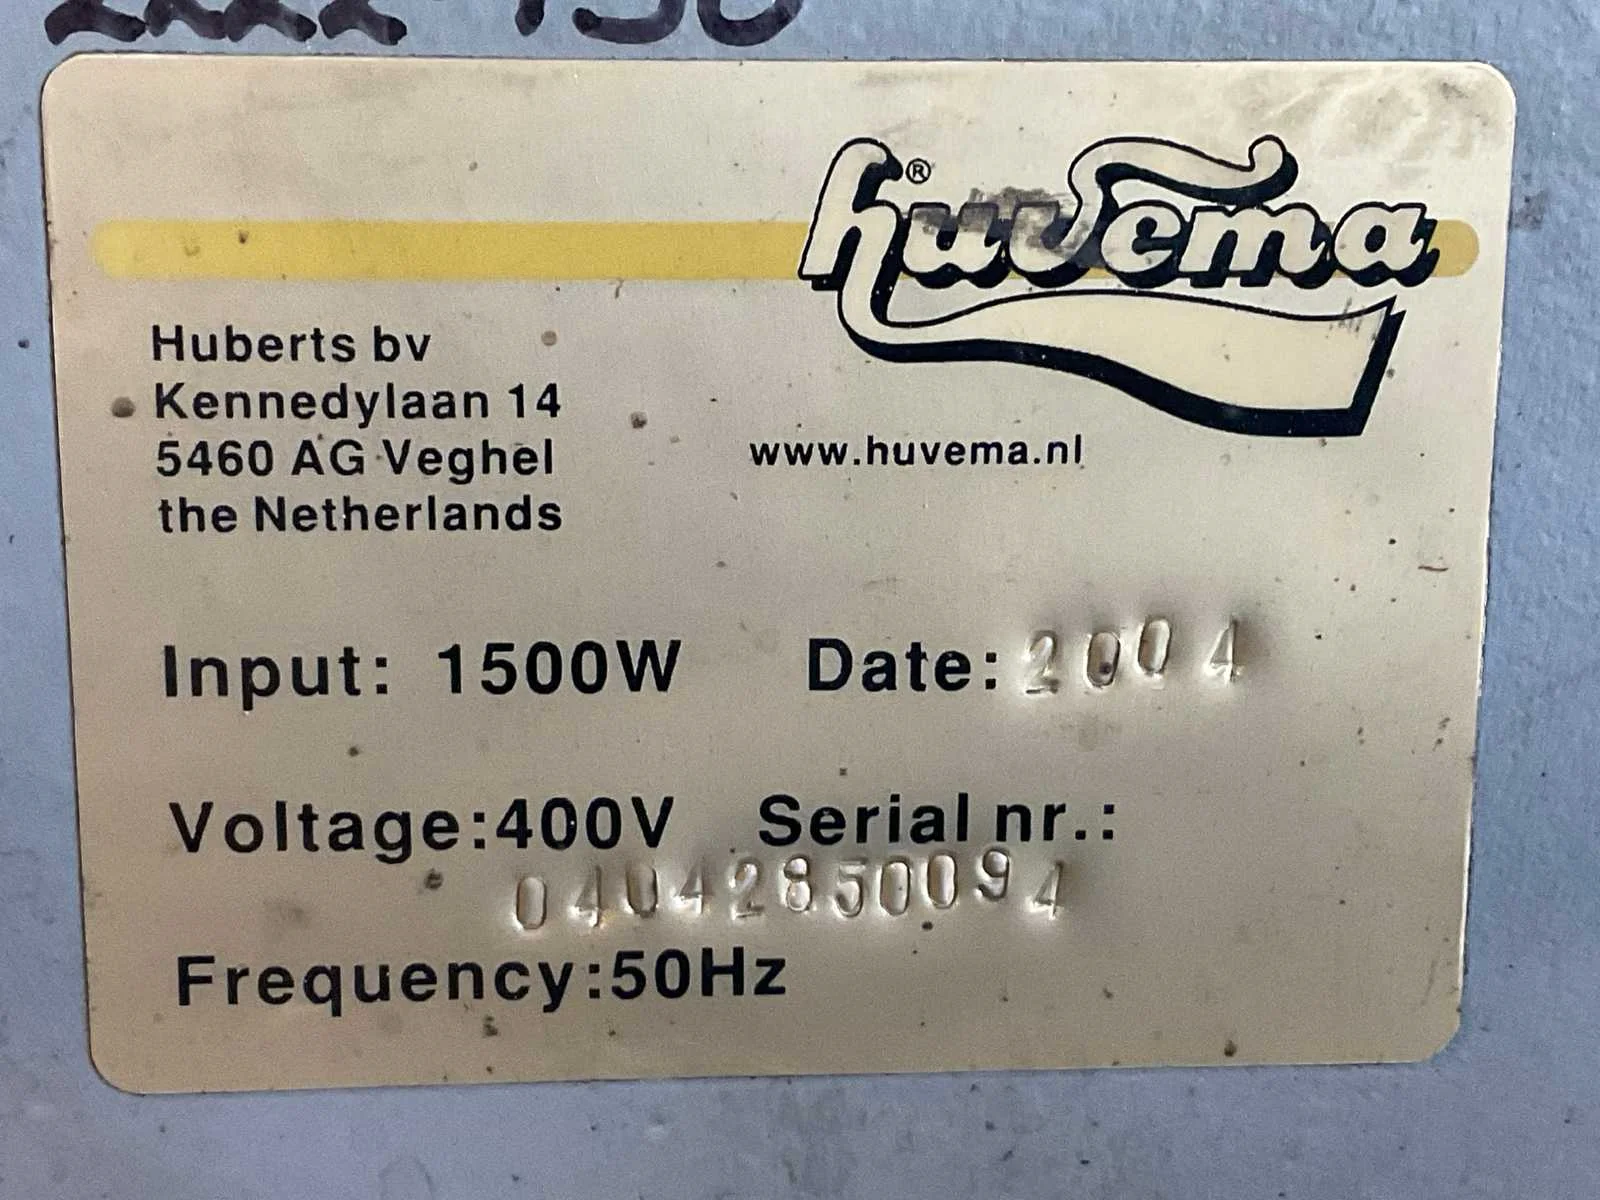 huvema®
Huberts bv
Kennedylaan 14
5460 AG Veghel
the Netherlands
www.huvema.nl
Input: 1500W Date: 2004
Voltage:400V Serial nr.:
04042850094
Frequency:50Hz